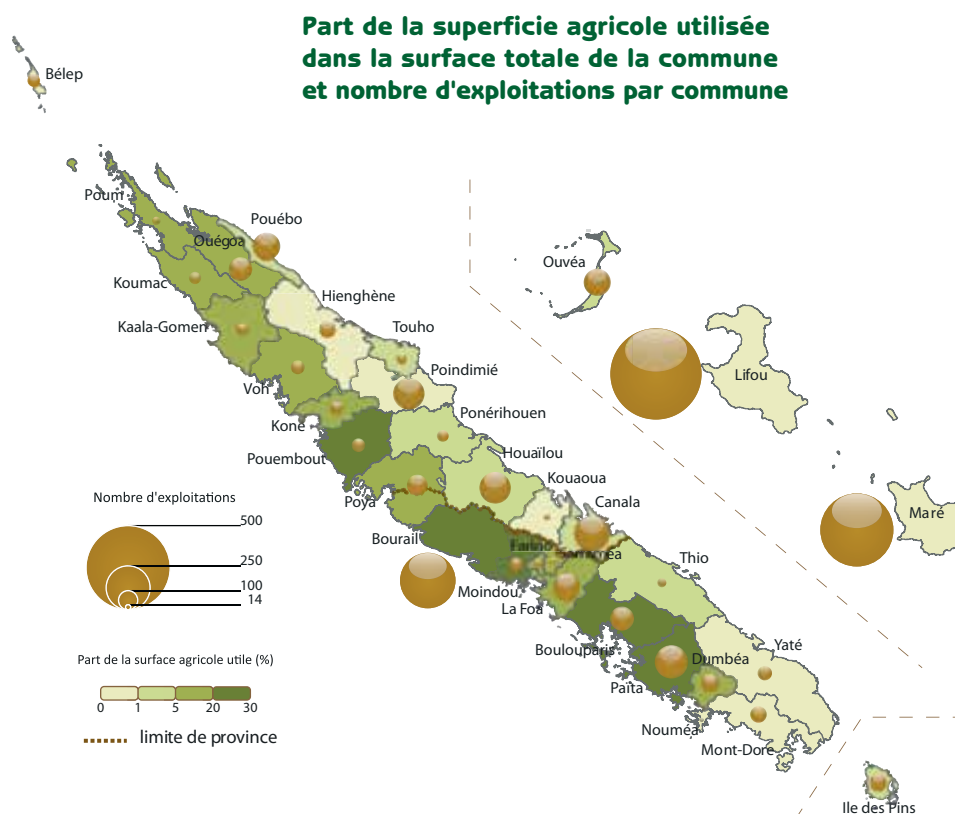 Part de la superficie agricole utilisée
dans la surface totale de la commune
et nombre d'exploitations par commune
Bélep
Poum
Pouébo
Ouégoa
Koumac
Hienghène
Kaala-Gomen
Touho
Poindimié
Voh
Koné
Ponérihouen
Pouembout
Houaïlou
Kouaoua
Poya
Canala
Bourail
Farino
Thio
Moindou
La Foa
Boulouparis
Dumbéa
Yaté
Païta
Nouméa
Mont-Dore
Ouvéa
Lifou
Maré
Ile des Pins
Nombre d'exploitations
500
250
100
14
Part de la surface agricole utile (%)
0 1 5 20 30
limite de province